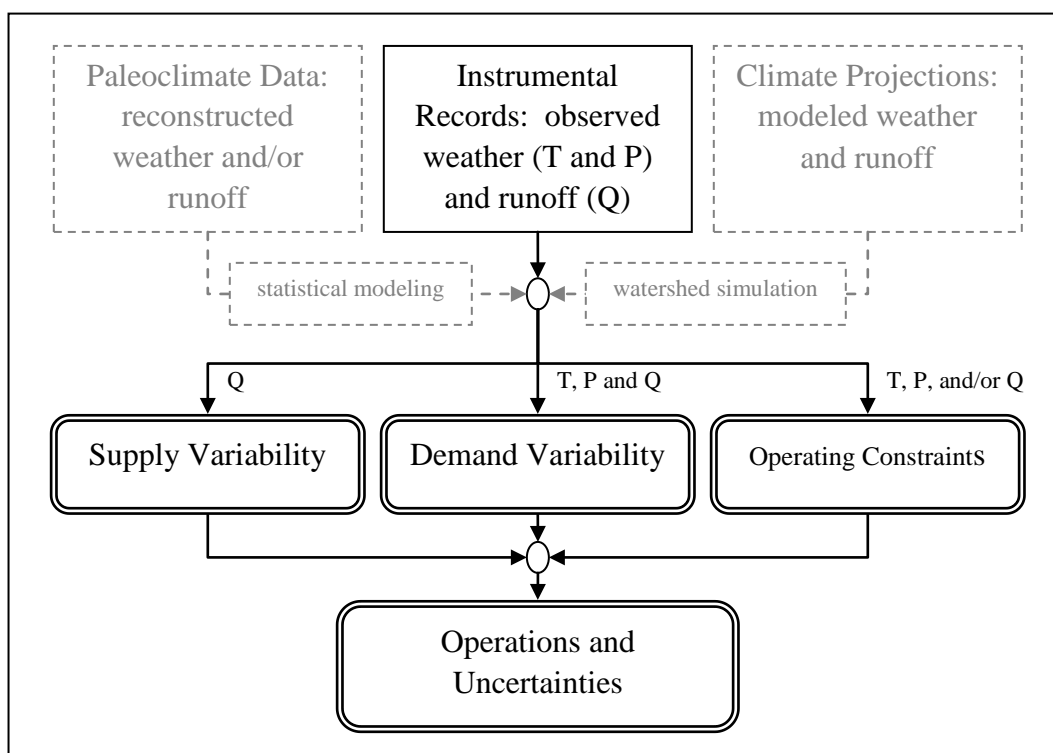 Paleoclimate Data:
reconstructed
weather and/or
runoff
Instrumental
Records: observed
weather (T and P)
and runoff (Q)
Climate Projections:
modeled weather
and runoff
statistical modeling
watershed simulation
Q
T, P and Q
T, P, and/or Q
Supply Variability
Demand Variability
Operating Constraints
Operations and
Uncertainties